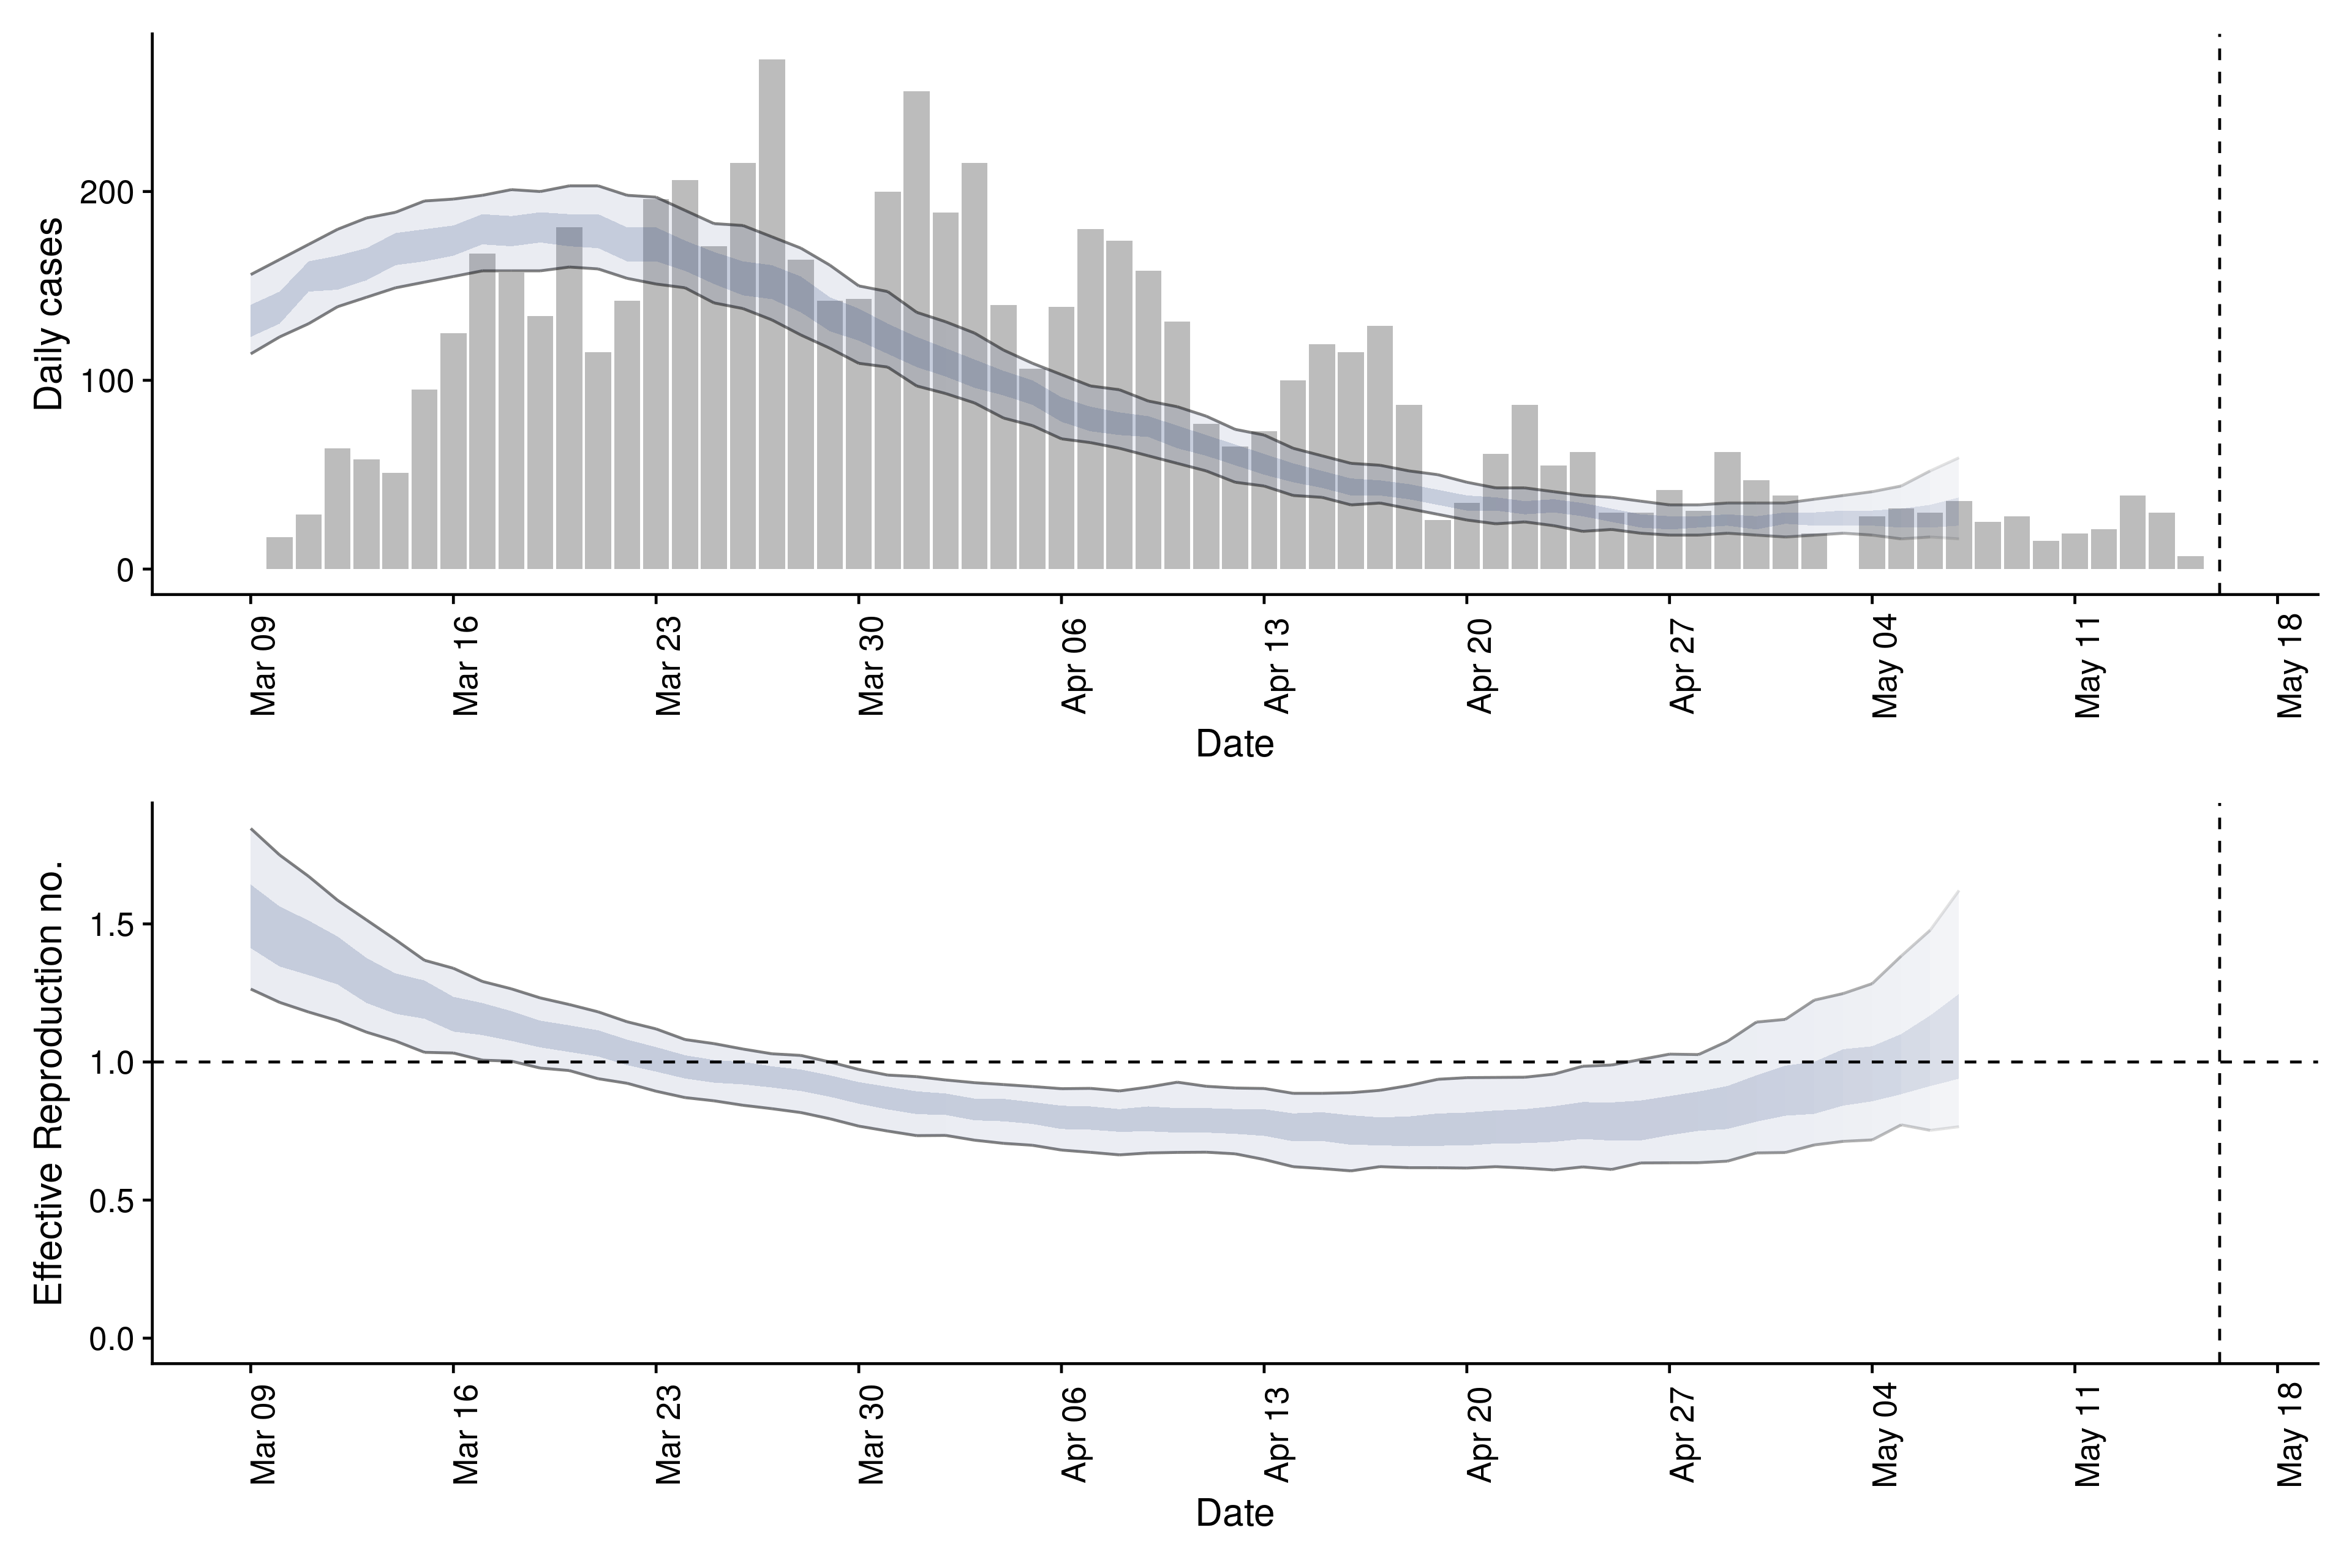 Daily cases
200
100
0
Mar 09
Mar 16
Mar 23
Mar 30
Apr 06
Apr 13
Apr 20
Apr 27
May 04
May 11
May 18
Date
Effective Reproduction no.
1.5
1.0
0.5
0.0
Mar 09
Mar 16
Mar 23
Mar 30
Apr 06
Apr 13
Apr 20
Apr 27
May 04
May 11
May 18
Date